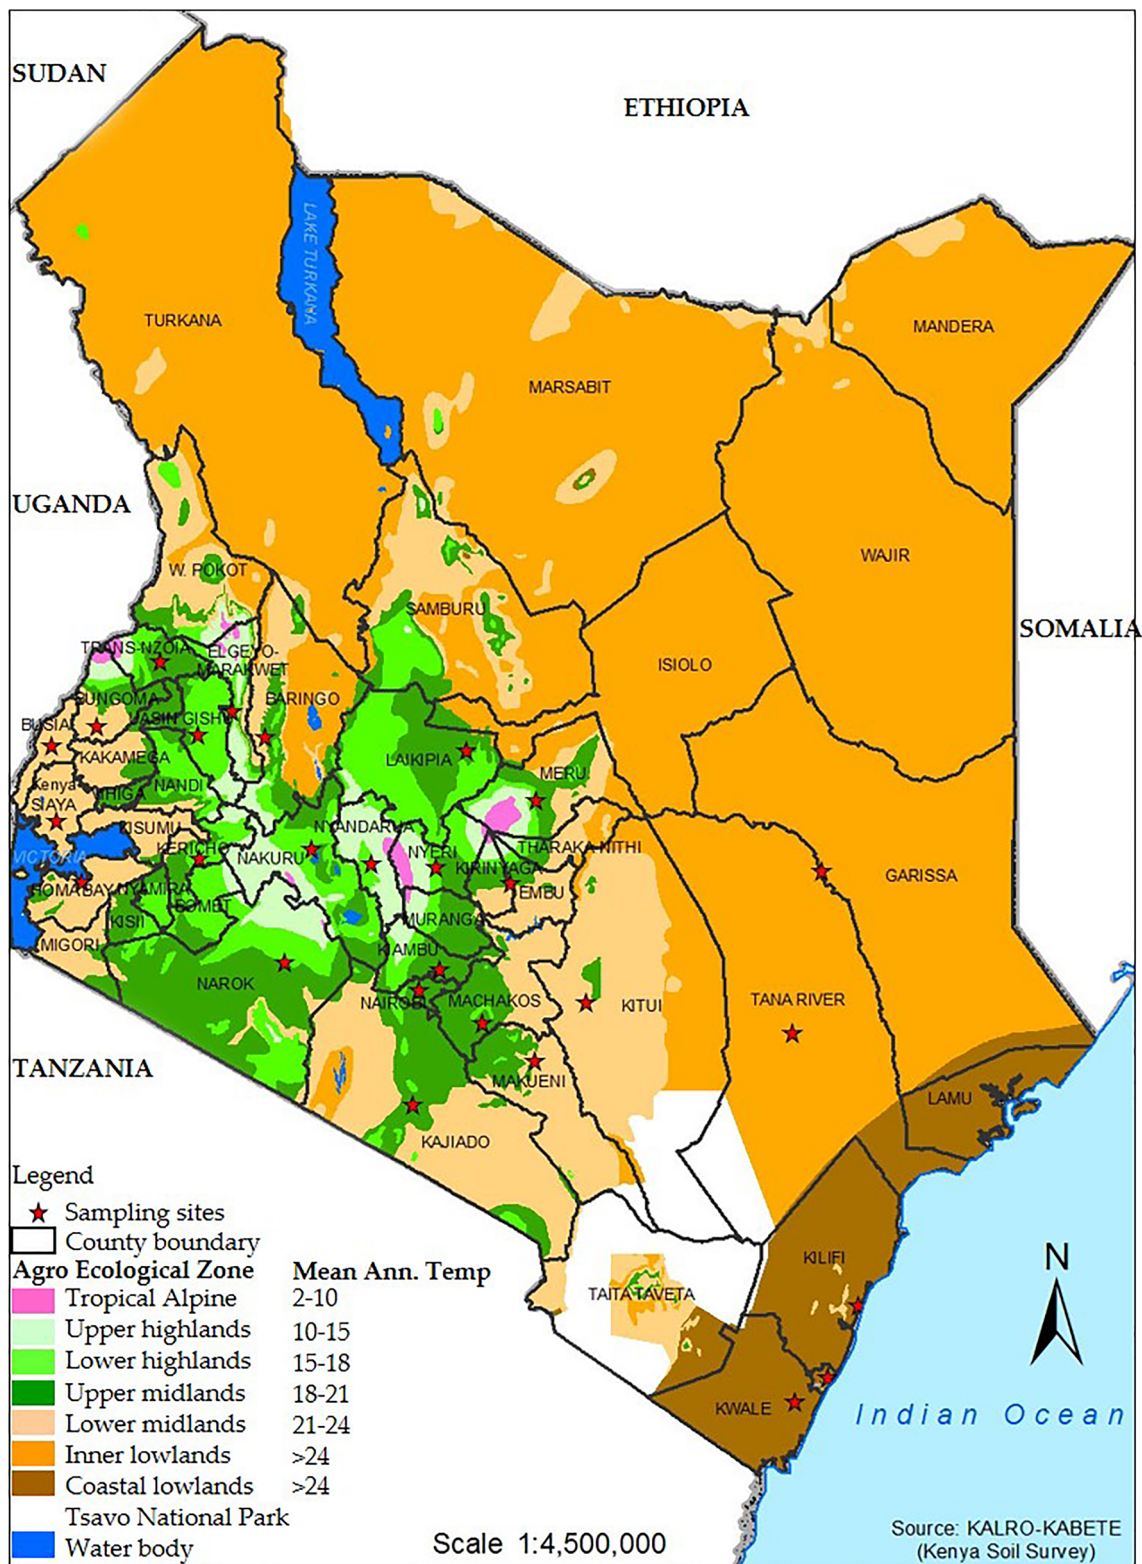 SUDAN
ETHIOPIA
LAKE TURKANA
TURKANA
MANDERA
MARSABIT
UGANDA
WAJIR
W. POKOT
SAMBURU
SOMALIA
TRANS-NZOIA
ELGEYO-
MARAKWET
ISIOLO
BUNGOMA
BARINGO
UASIN GISHU
BUSIA
KAKAMEGA
LAIKIPIA
MERU
Kenya
NANDI
VIHIGA
SIAYA
KISUMU
NYANDARUA
THARAKA NITHI
VICTORIA
KERICHO
NAKURU
NYERI
KIRINYAGA
GARISSA
HOMA BAY
NYAMIRA
EMBU
BOMET
KISII
MURANGA
MIGORI
KIAMBU
NAROK
NAIROBI
MACHAKOS
KITUI
TANA RIVER
TANZANIA
MAKUENI
LAMU
KAJIADO
KILIFI
TAITA TAVETA
KWALE
Indian Ocean
N
Legend
Sampling sites
County boundary
Agro Ecological Zone Mean Ann. Temp
Tropical Alpine 2-10
Upper highlands 10-15
Lower highlands 15-18
Upper midlands 18-21
Lower midlands 21-24
Inner lowlands >24
Coastal lowlands >24
Tsavo National Park
Water body
Scale 1:4,500,000
Source: KALRO-KABETE
(Kenya Soil Survey)